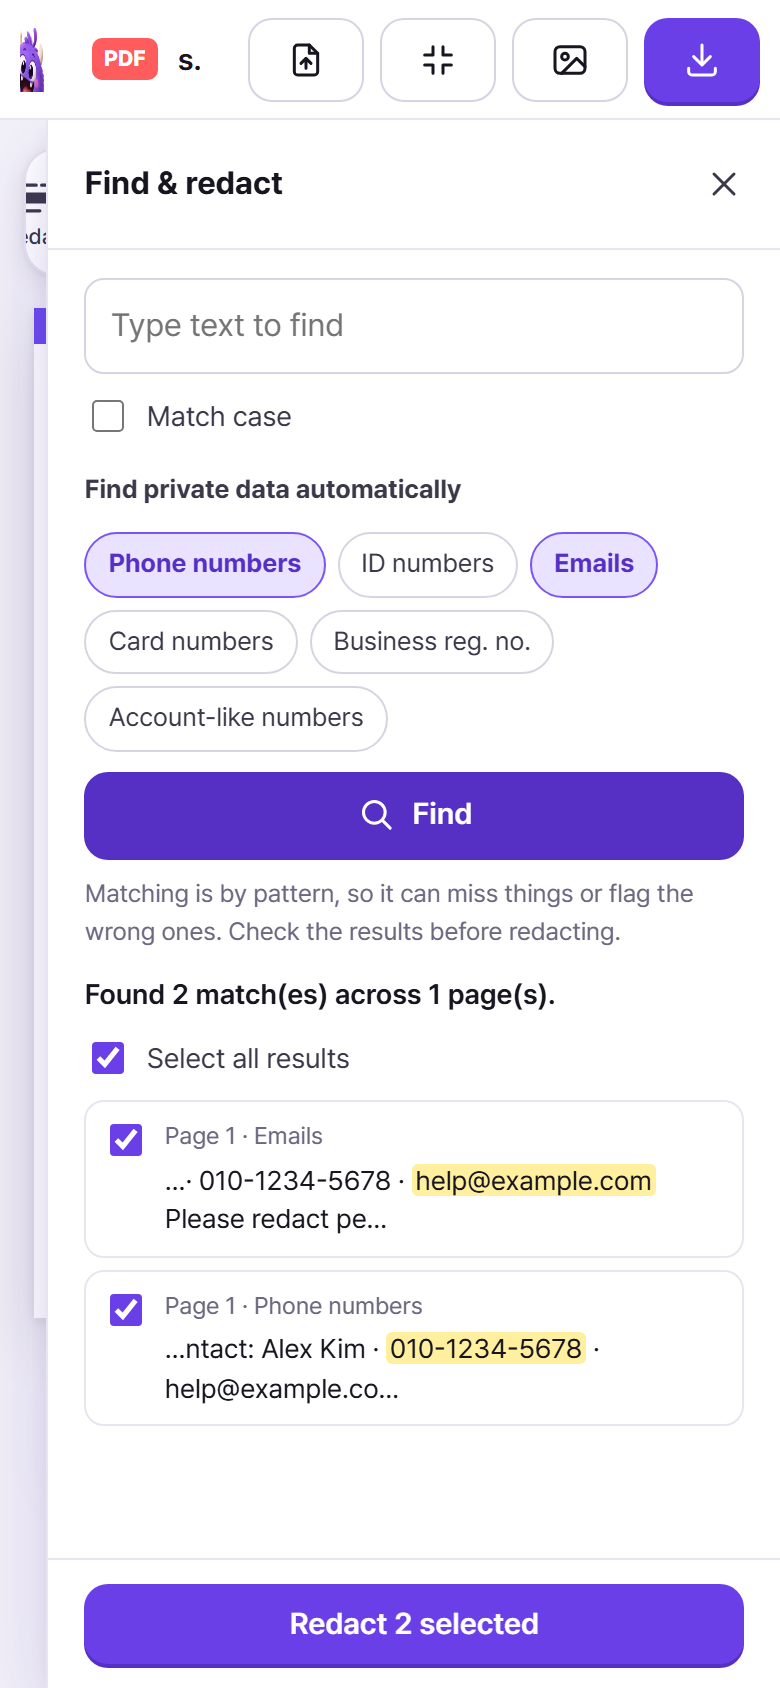 PDF s.
Find & redact
Type text to find
Match case
Find private data automatically
Phone numbers
ID numbers
Emails
Card numbers
Business reg. no.
Account-like numbers
Find
Matching is by pattern, so it can miss things or flag the
wrong ones. Check the results before redacting.
Found 2 match(es) across 1 page(s).
Select all results
Page 1 · Emails
...· 010-1234-5678 · help@example.com
Please redact pe...
Page 1 · Phone numbers
...ntact: Alex Kim · 010-1234-5678 ·
help@example.co...
Redact 2 selected